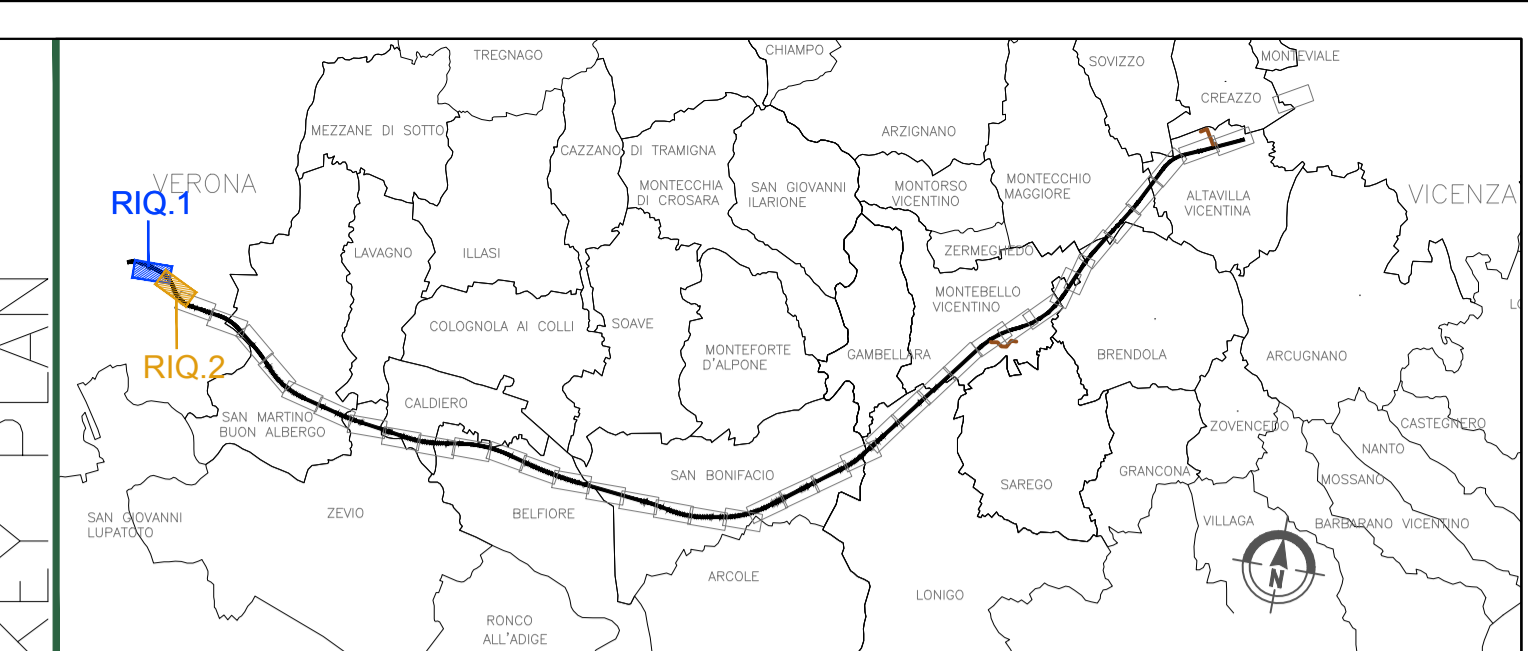 KEY PLAN
TREGNAGO
CHIAMPO
SOVIZZO
MONTEVIALE
CREAZZO
MEZZANE DI SOTTO
ARZIGNANO
CAZZANO DI TRAMIGNA
VERONA
MONTECCHIA
DI CROSARA
SAN GIOVANNI
ILARIONE
MONTORSO
VICENTINO
MONTECCHIO
MAGGIORE
ALTAVILLA
VICENTINA
VICENZA
RIQ.1
LAVAGNO
ILLASI
ZERMEGHEDO
MONTEBELLO
VICENTINO
COLOGNOLA AI COLLI
SOAVE
MONTEFORTE
D'ALPONE
GAMBELLARA
BRENDOLA
ARCUGNANO
RIQ.2
CALDIERO
SAN MARTINO
BUON ALBERGO
ZOVENCEDO
CASTEGNERO
NANTO
SAN BONIFACIO
SAREGO
GRANCONA
MOSSANO
SAN GIOVANNI
LUPATOTO
ZEVIO
BELFIORE
VILLAGA
BARBARANO VICENTINO
ARCOLE
LONIGO
N
RONCO
ALL'ADIGE